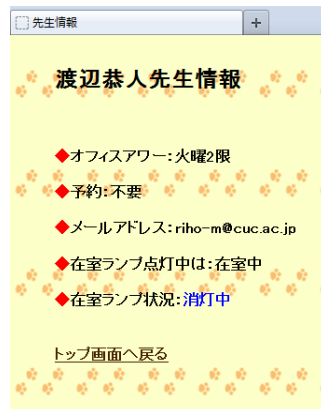 先生情報
渡辺恭人先生情報
◆オフィスアワー：火曜2限
◆予約：不要
◆メールアドレス：riho-m@cuc.ac.jp
◆在室ランプ点灯中は：在室中
◆在室ランプ状況：消灯中
トップ画面へ戻る